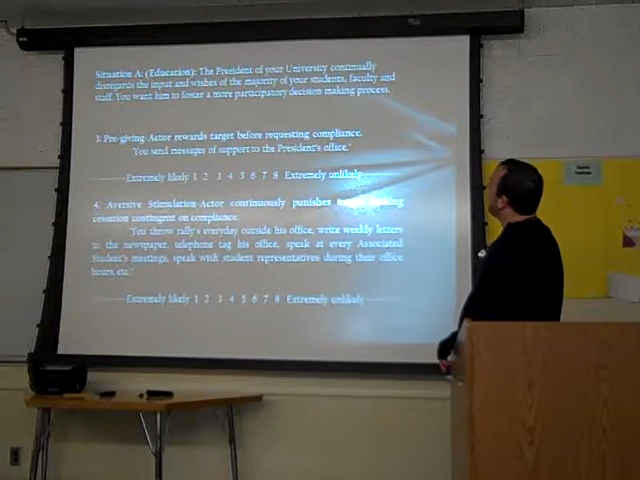 Situation A: (Education): The President of your University continually
disregards the input and wishes of the majority of your students, faculty and
staff. You want him to foster a more participatory decision making process.
3. Pre-giving-Actor rewards target before requesting compliance.
You send messages of support to the President's office.
Extremely likely 1 2 3 4 5 6 7 8 Extremely unlikely
4. Aversive Stimulation-Actor continuously punishes target making
cessation contingent on compliance.
You throw rally's everyday outside his office, write weekly letters
to the newspaper, telephone tag his office, speak at every Associated
Student's meetings, speak with student representatives during their office
hours, etc.
Extremely likely 1 2 3 4 5 6 7 8 Extremely unlikely